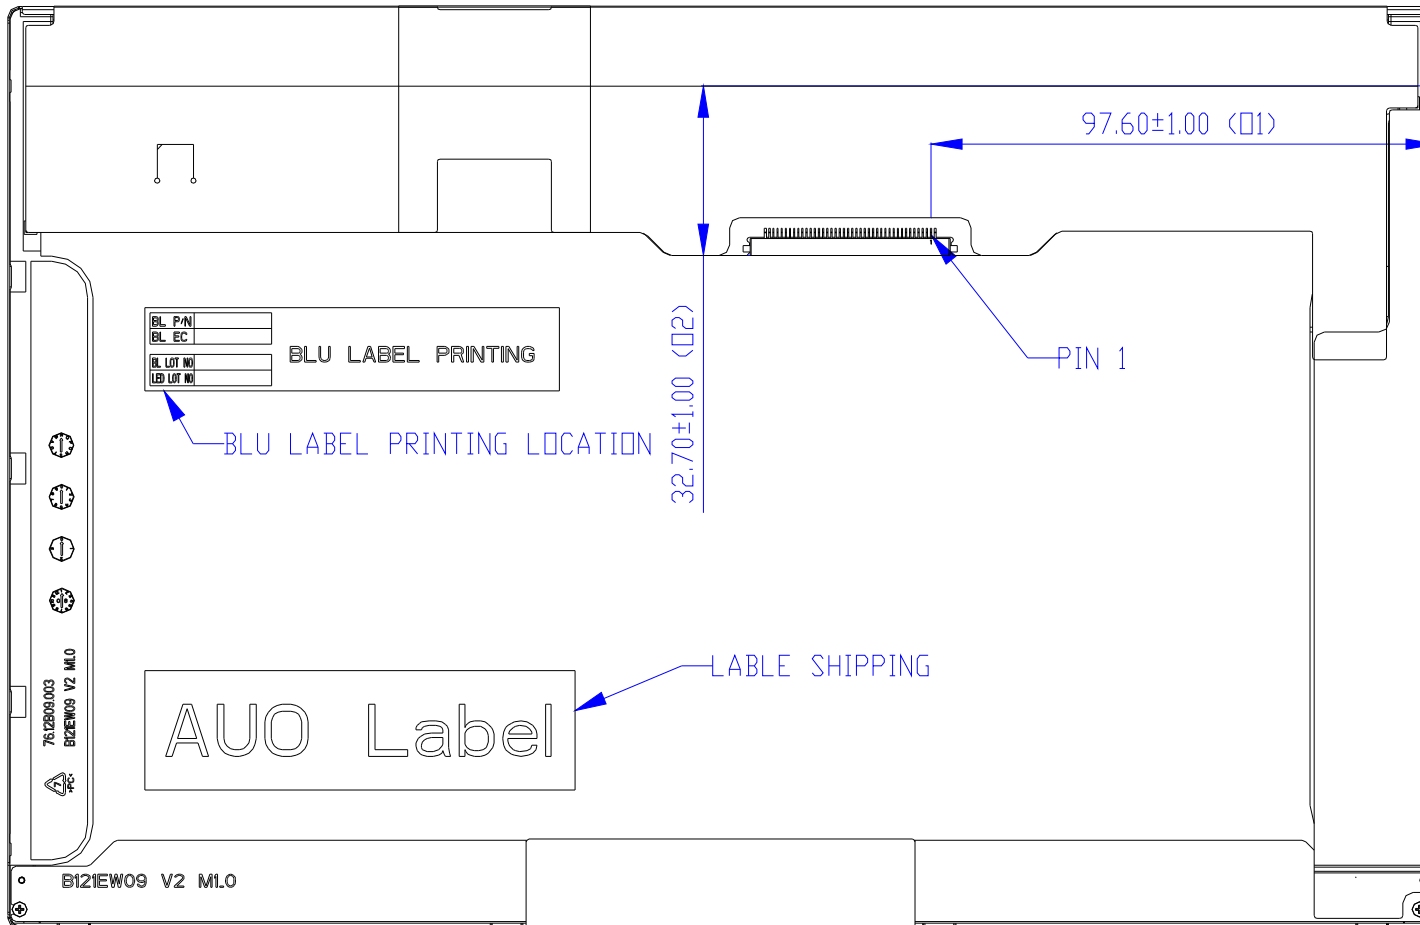 97.60±1.00 (□1)
32.70±1.00 (□2)
PIN 1
BL P/N
BL EC
BL LOT NO
LED LOT NO
BLU LABEL PRINTING
BLU LABEL PRINTING LOCATION
LABLE SHIPPING
AUO Label
76.12B09.003
B121EW09 V2 M1.0
7
>PC<
B121EW09 V2 M1.0